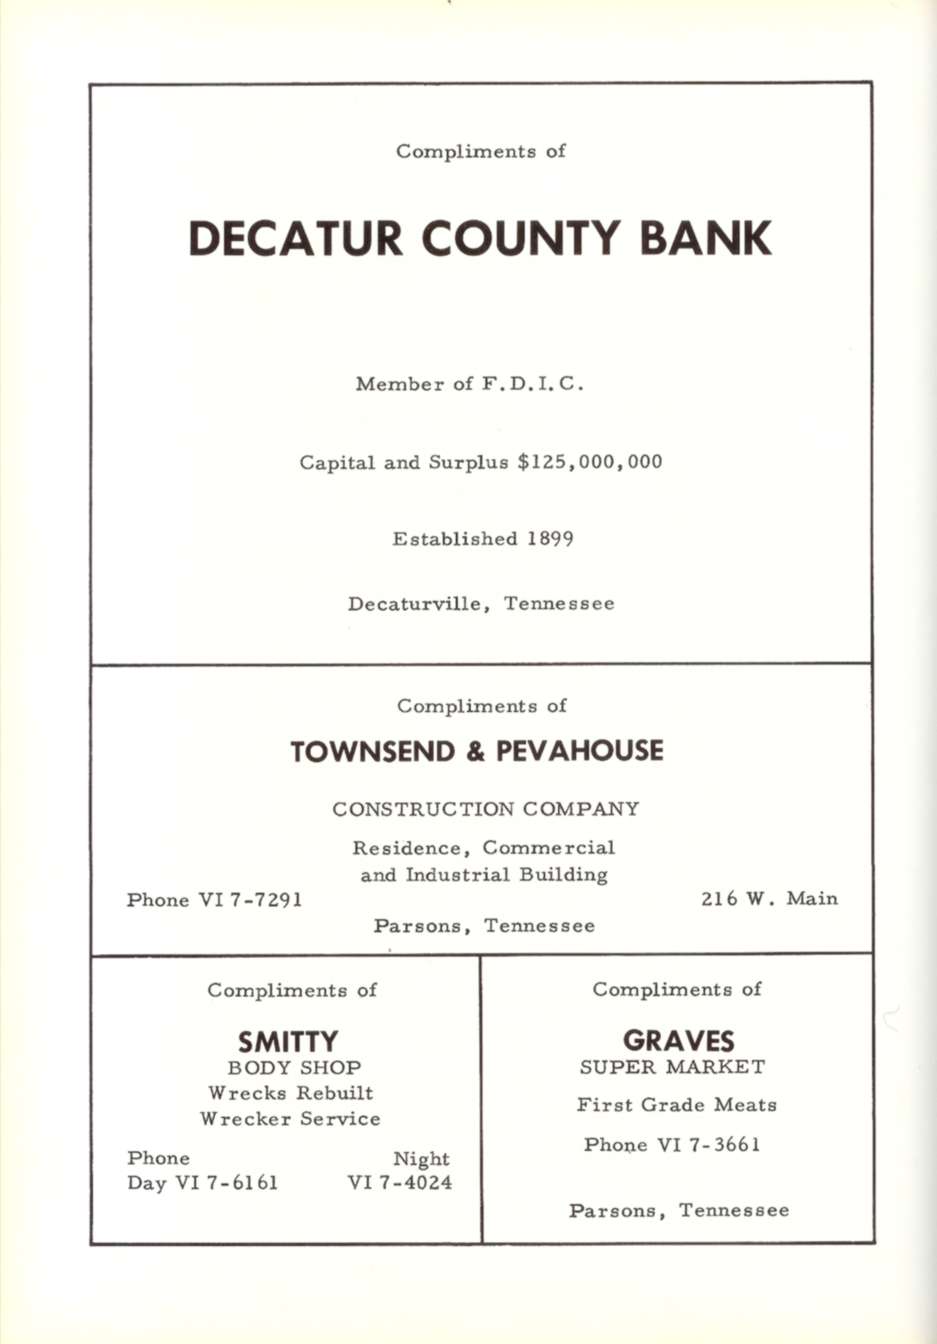 Compliments of
DECATUR COUNTY BANK
Member of F.D.I.C.
Capital and Surplus $125,000,000
Established 1899
Decaturville, Tennessee
Compliments of
TOWNSEND & PEVAHOUSE
CONSTRUCTION COMPANY
Residence, Commercial
and Industrial Building
Phone VI 7-7291
216 W. Main
Parsons, Tennessee
Compliments of
SMITTY
BODY SHOP
Wrecks Rebuilt
Wrecker Service
Phone Night
Day VI 7-6161 VI 7-4024
Compliments of
GRAVES
SUPER MARKET
First Grade Meats
Phone VI 7-3661
Parsons, Tennessee